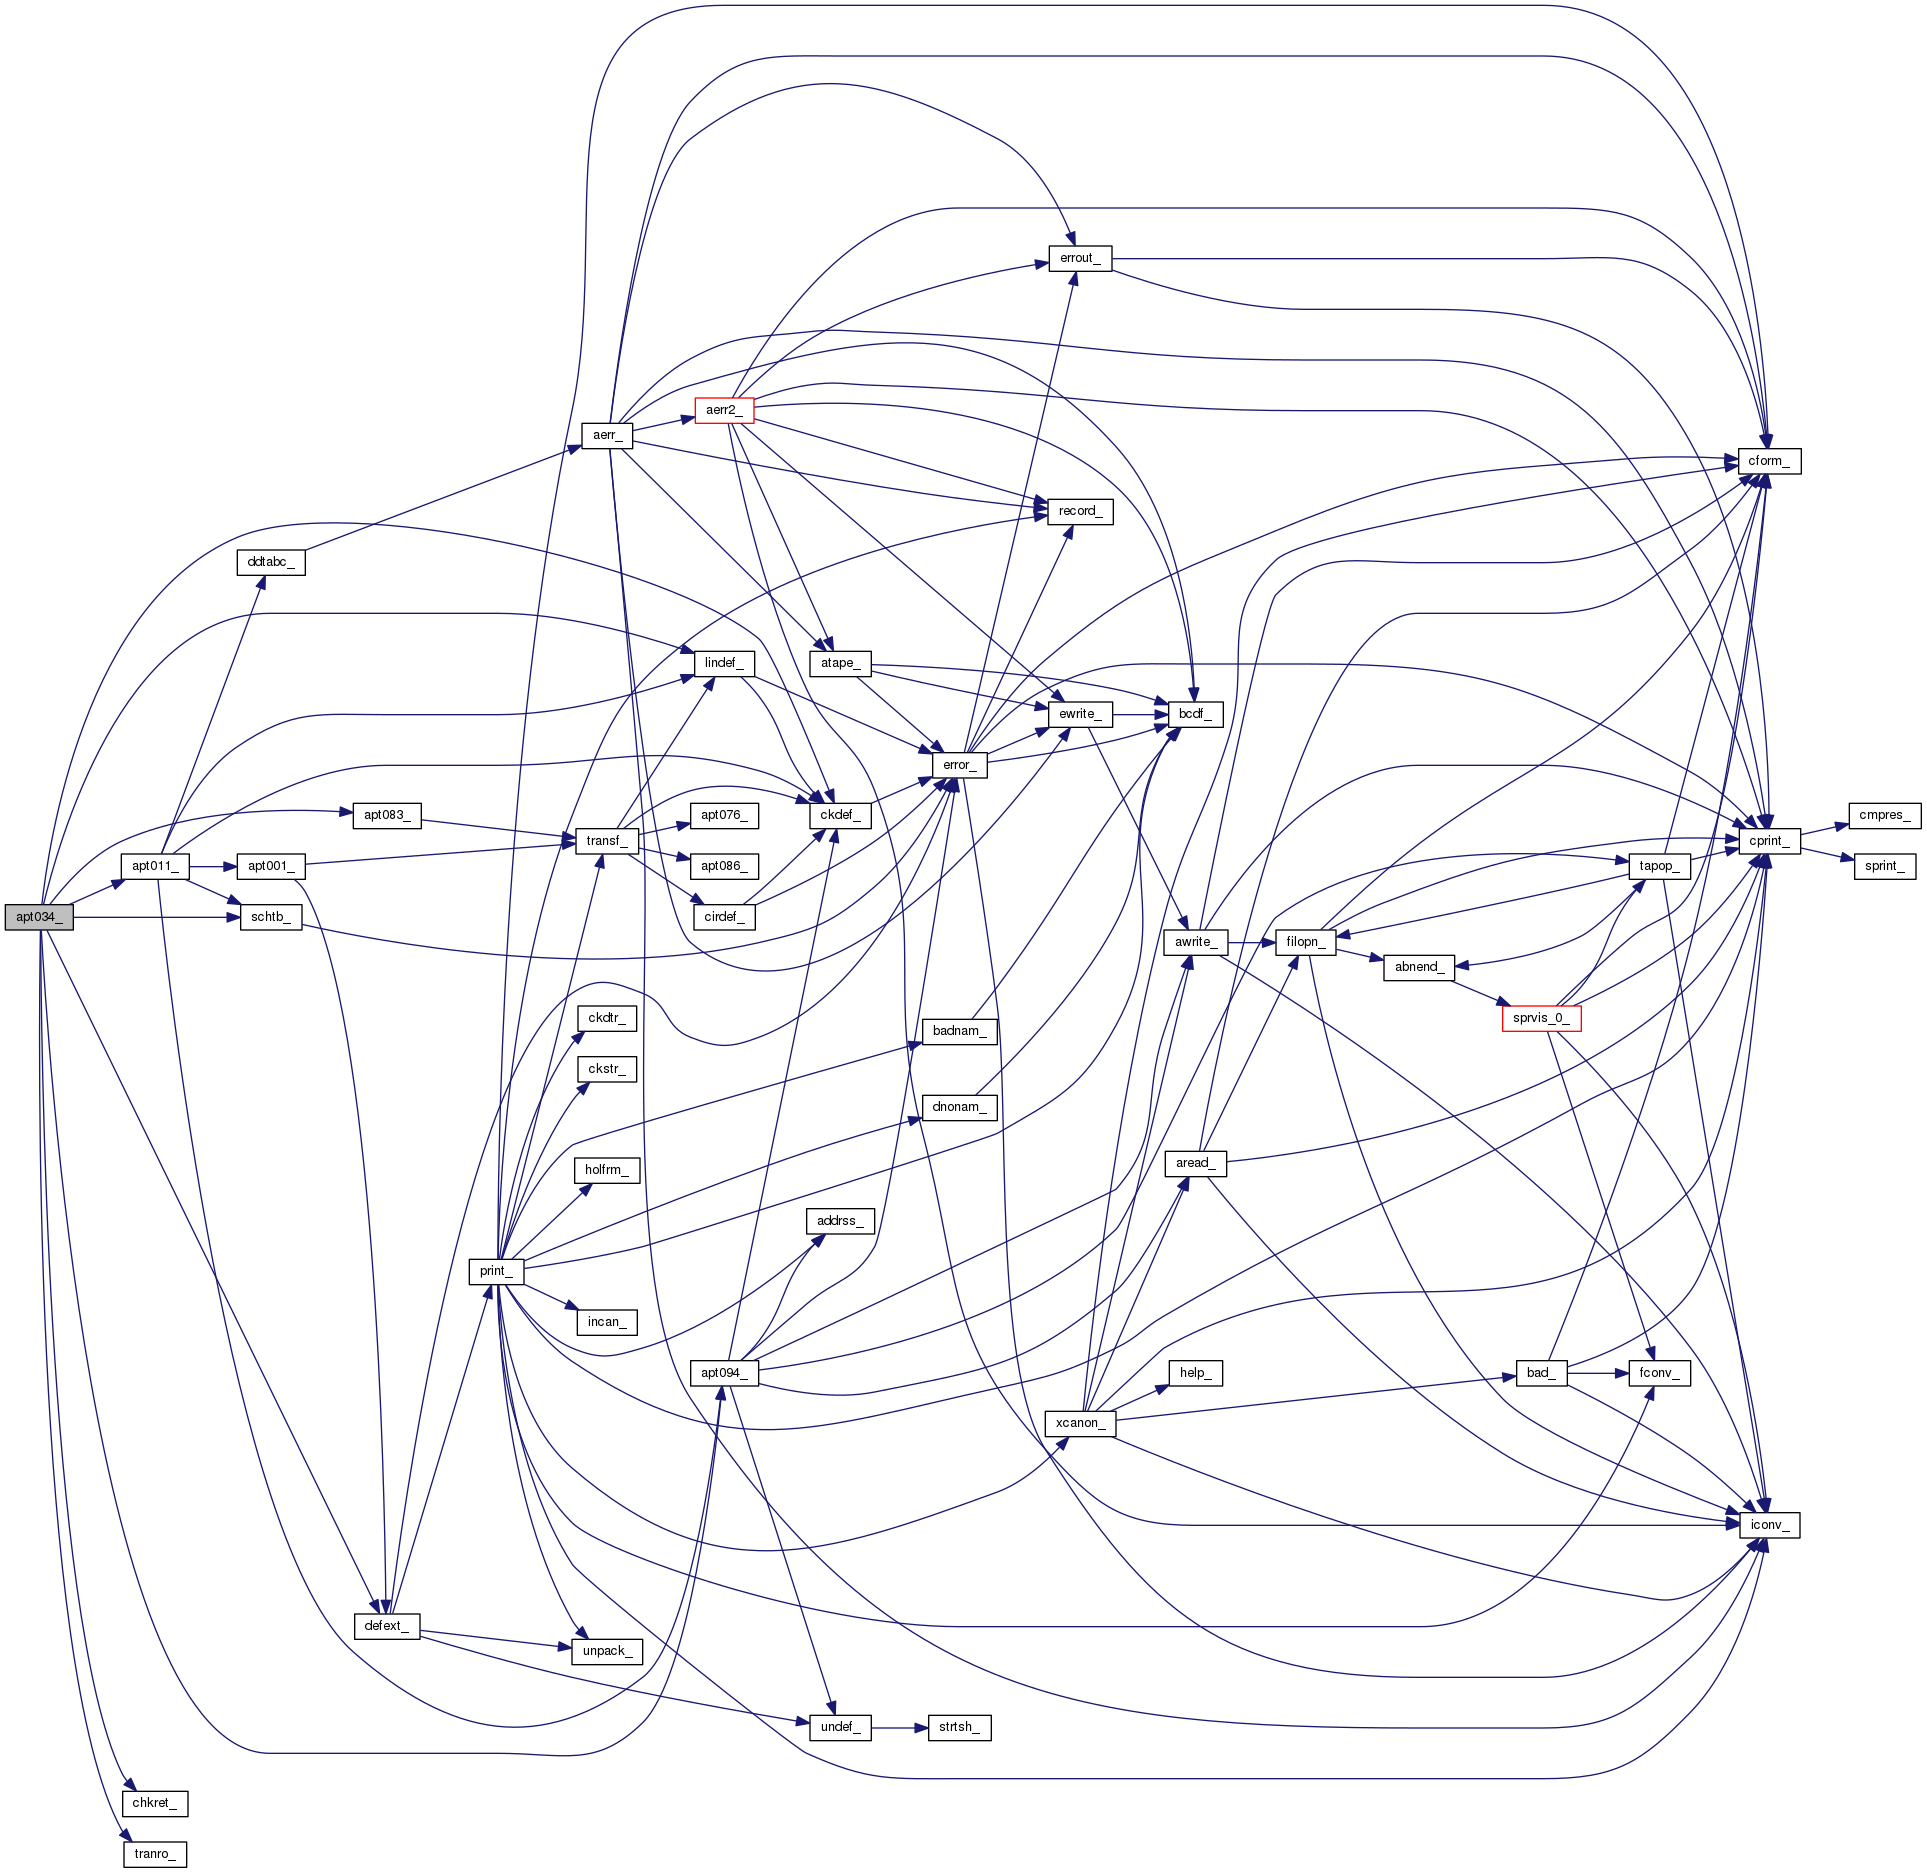 errout_
aerr2_
aerr_
cform_
record_
ddtabc_
lindef_
atape_
ewrite_
bcdf_
error_
apt083_
apt076_
ckdef_
cmpres_
transf_
cprint_
apt011_
apt001_
apt086_
tapop_
sprint_
apt034_
schtb_
cirdef_
awrite_
filopn_
abnend_
ckdtr_
badnam_
sprvis_0_
ckstr_
dnonam_
holfrm_
aread_
addrss_
print_
incan_
apt094_
help_
bad_
fconv_
xcanon_
iconv_
defext_
unpack_
undef_
strtsh_
chkret_
tranro_